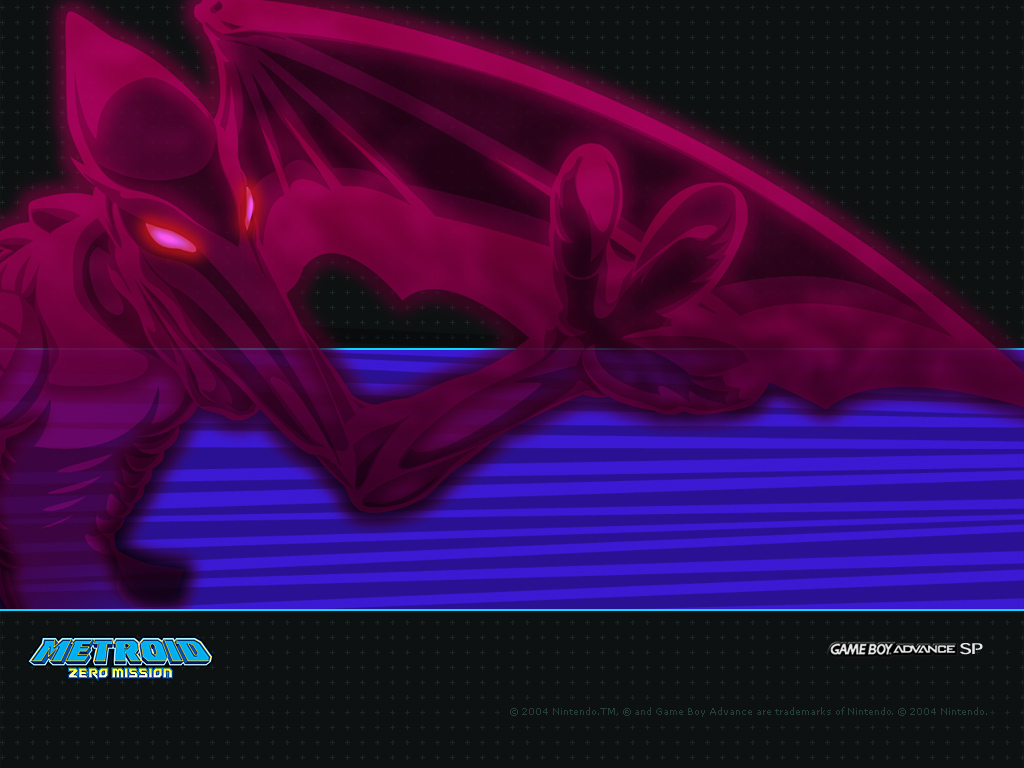 METROID
ZERO MISSION
GAME BOY ADVANCE SP
© 2004 Nintendo.TM, ® and Game Boy Advance are trademarks of Nintendo. © 2004 Nintendo.